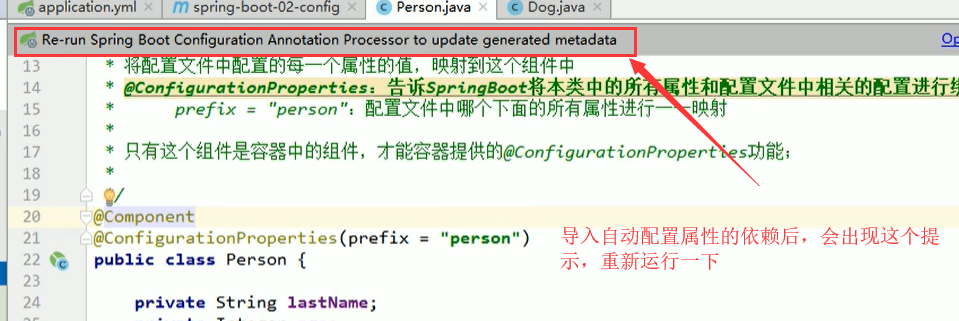 application.yml spring-boot-02-config Person.java Dog.java
Re-run Spring Boot Configuration Annotation Processor to update generated metadata
13 * 将配置文件中配置的每一个属性的值，映射到这个组件中
14 * @ConfigurationProperties：告诉SpringBoot将本类中的所有属性和配置文件中相关的配置进行
15 * prefix = "person"：配置文件中哪个下面的所有属性进行一一映射
16 *
17 * 只有这个组件是容器中的组件，才能容器提供的@ConfigurationProperties功能；
18 *
19 */
20 @Component
21 @ConfigurationProperties(prefix = "person")
导入自动配置属性的依赖后，会出现这个提
示，重新运行一下
22 public class Person {
23
24 private String lastName;